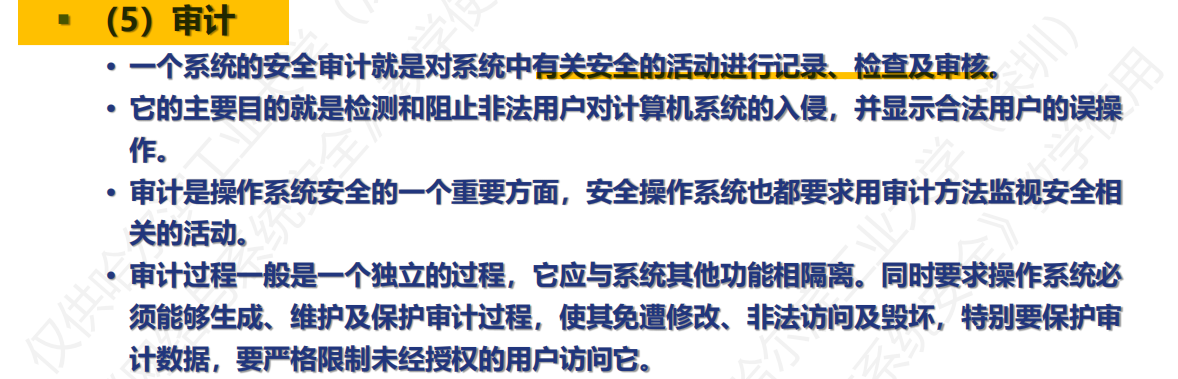 ▪ （5）审计
• 一个系统的安全审计就是对系统中有关安全的活动进行记录、检查及审核。
• 它的主要目的就是检测和阻止非法用户对计算机系统的入侵，并显示合法用户的误操
作。
• 审计是操作系统安全的一个重要方面，安全操作系统也都要求用审计方法监视安全相
关的活动。
• 审计过程一般是一个独立的过程，它应与系统其他功能相隔离。同时要求操作系统必
须能够生成、维护及保护审计过程，使其免遭修改、非法访问及毁坏，特别要保护审
计数据，要严格限制未经授权的用户访问它。